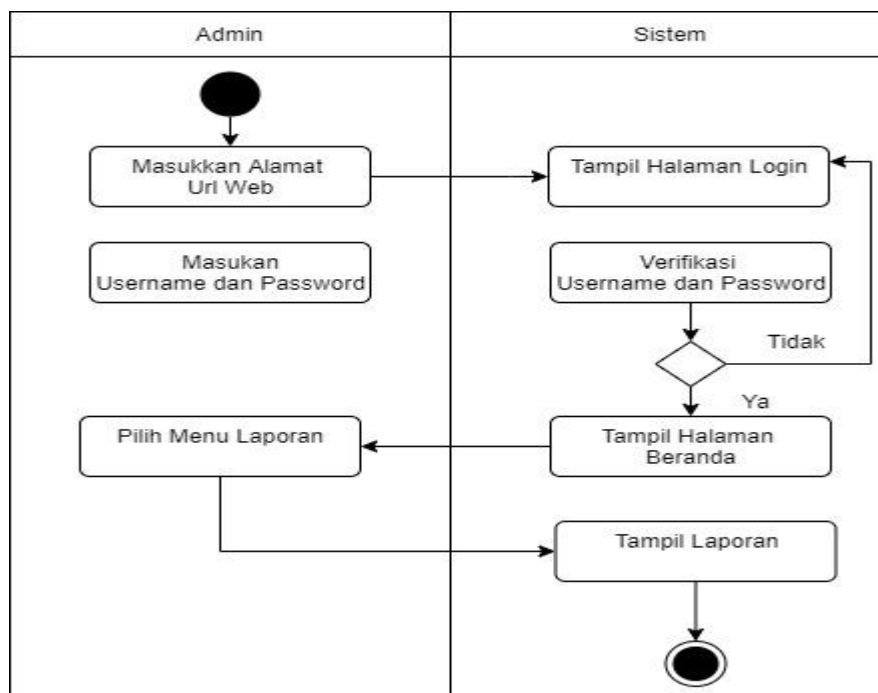 Admin
Sistem
Masukkan Alamat
Url Web
Tampil Halaman Login
Masukan
Username dan Password
Verifikasi
Username dan Password
Tidak
Ya
Pilih Menu Laporan
Tampil Halaman
Beranda
Tampil Laporan